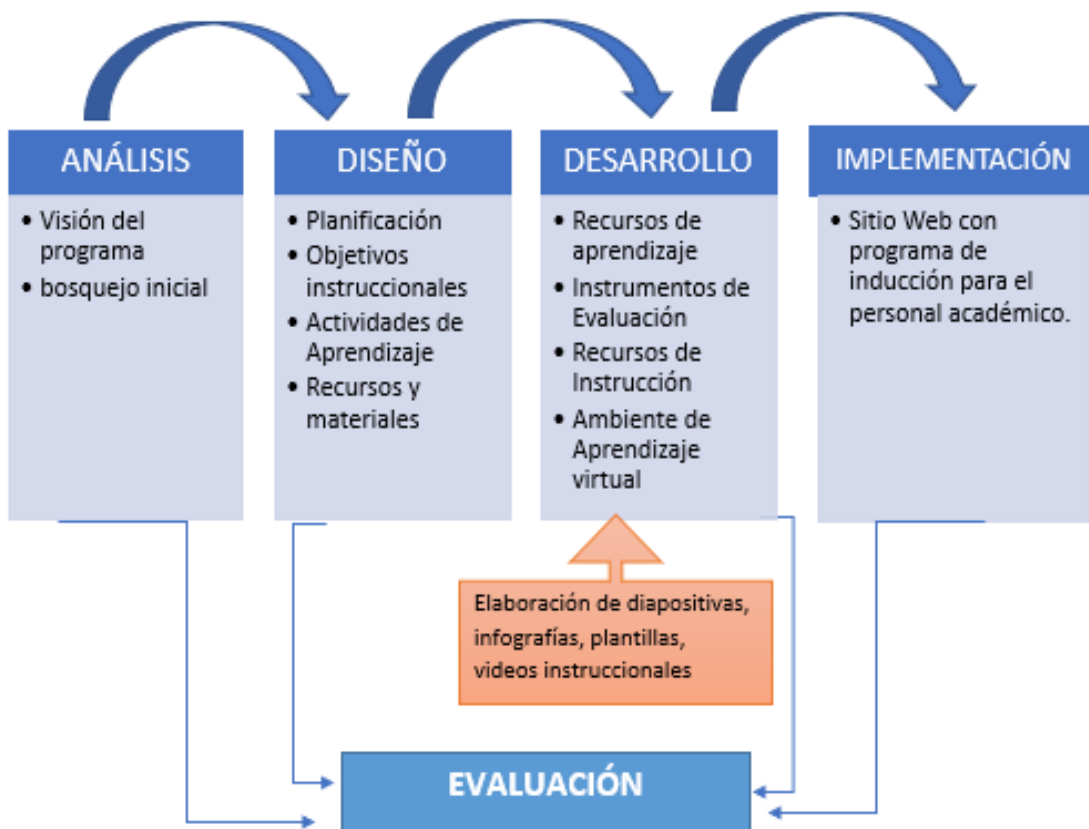 ANÁLISIS
• Visión del
programa
• bosquejo inicial
DISEÑO
• Planificación
• Objetivos
instruccionales
• Actividades de
Aprendizaje
• Recursos y
materiales
DESARROLLO
• Recursos de
aprendizaje
• Instrumentos de
Evaluación
• Recursos de
Instrucción
• Ambiente de
Aprendizaje
virtual
IMPLEMENTACIÓN
• Sitio Web con
programa de
inducción para el
personal académico.
Elaboración de diapositivas,
infografías, plantillas,
videos instruccionales
EVALUACIÓN